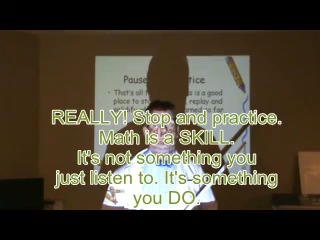 Pause
ice
That's all f
s is a good
place to st
replay and
REALLY! Stop and practice.
Math is a SKILL.
It's not something you
just listen to. It's something
you DO.